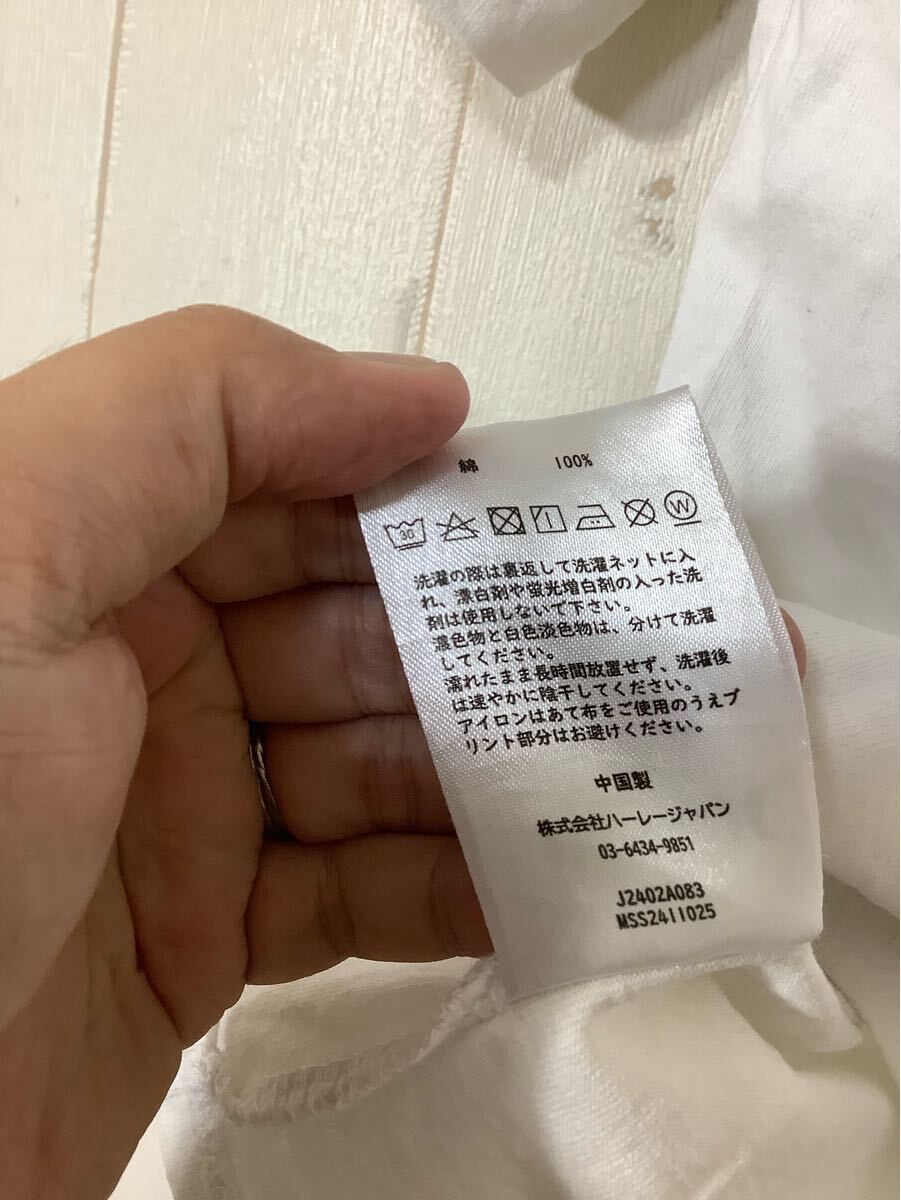 綿 100%
30 W
洗濯の際は裏返して洗濯ネットに入
れ、漂白剤や蛍光増白剤の入った洗
剤は使用しないで下さい。
濃色物と白色淡色物は、分けて洗濯
してください。
濡れたまま長時間放置せず、洗濯後
は速やかに陰干してください。
アイロンはあて布をご使用のうえプ
リント部分はお避けください。
中国製
株式会社ハーレージャパン
03-6434-9851
J2402A083
MSS2411025